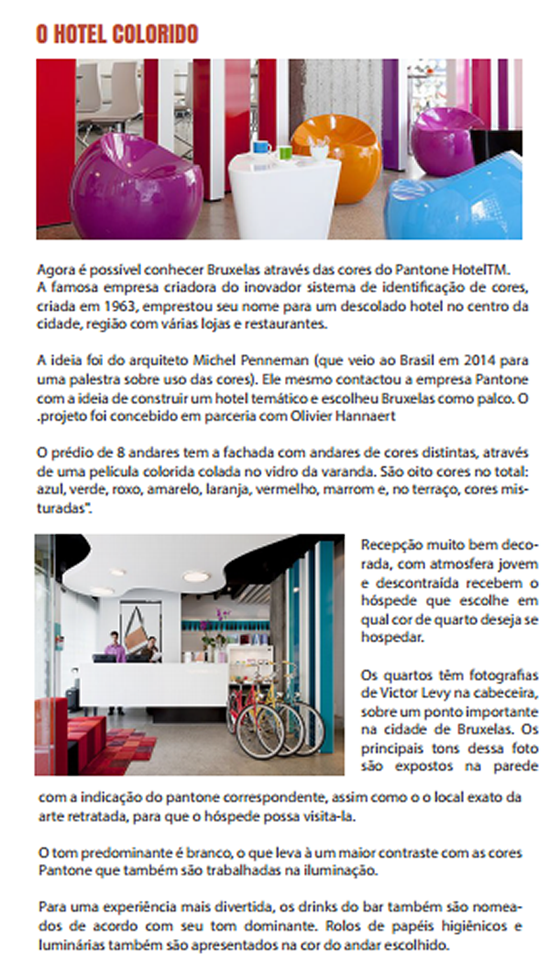 O HOTEL COLORIDO
Agora é possível conhecer Bruxelas através das cores do Pantone HotelTM.
A famosa empresa criadora do inovador sistema de identificação de cores,
criada em 1963, emprestou seu nome para um descolado hotel no centro da
cidade, região com várias lojas e restaurantes.
A ideia foi do arquiteto Michel Penneman (que veio ao Brasil em 2014 para
uma palestra sobre uso das cores). Ele mesmo contactou a empresa Pantone
com a ideia de construir um hotel temático e escolheu Bruxelas como palco. O
.projeto foi concebido em parceria com Olivier Hannaert
O prédio de 8 andares tem a fachada com andares de cores distintas, através
de uma película colorida colada no vidro da varanda. São oito cores no total:
azul, verde, roxo, amarelo, laranja, vermelho, marrom e, no terraço, cores mis-
turadas".
Recepção muito bem deco-
rada, com atmosfera jovem
e descontraída recebem o
hóspede que escolhe em
qual cor de quarto deseja se
hospedar.
Os quartos têm fotografias
de Victor Levy na cabeceira,
sobre um ponto importante
na cidade de Bruxelas. Os
principais tons dessa foto
são expostos na parede
com a indicação do pantone correspondente, assim como o o local exato da
arte retratada, para que o hóspede possa visita-la.
O tom predominante é branco, o que leva à um maior contraste com as cores
Pantone que também são trabalhadas na iluminação.
Para uma experiência mais divertida, os drinks do bar também são nomea-
dos de acordo com seu tom dominante. Rolos de papéis higiênicos e
luminárias também são apresentados na cor do andar escolhido.